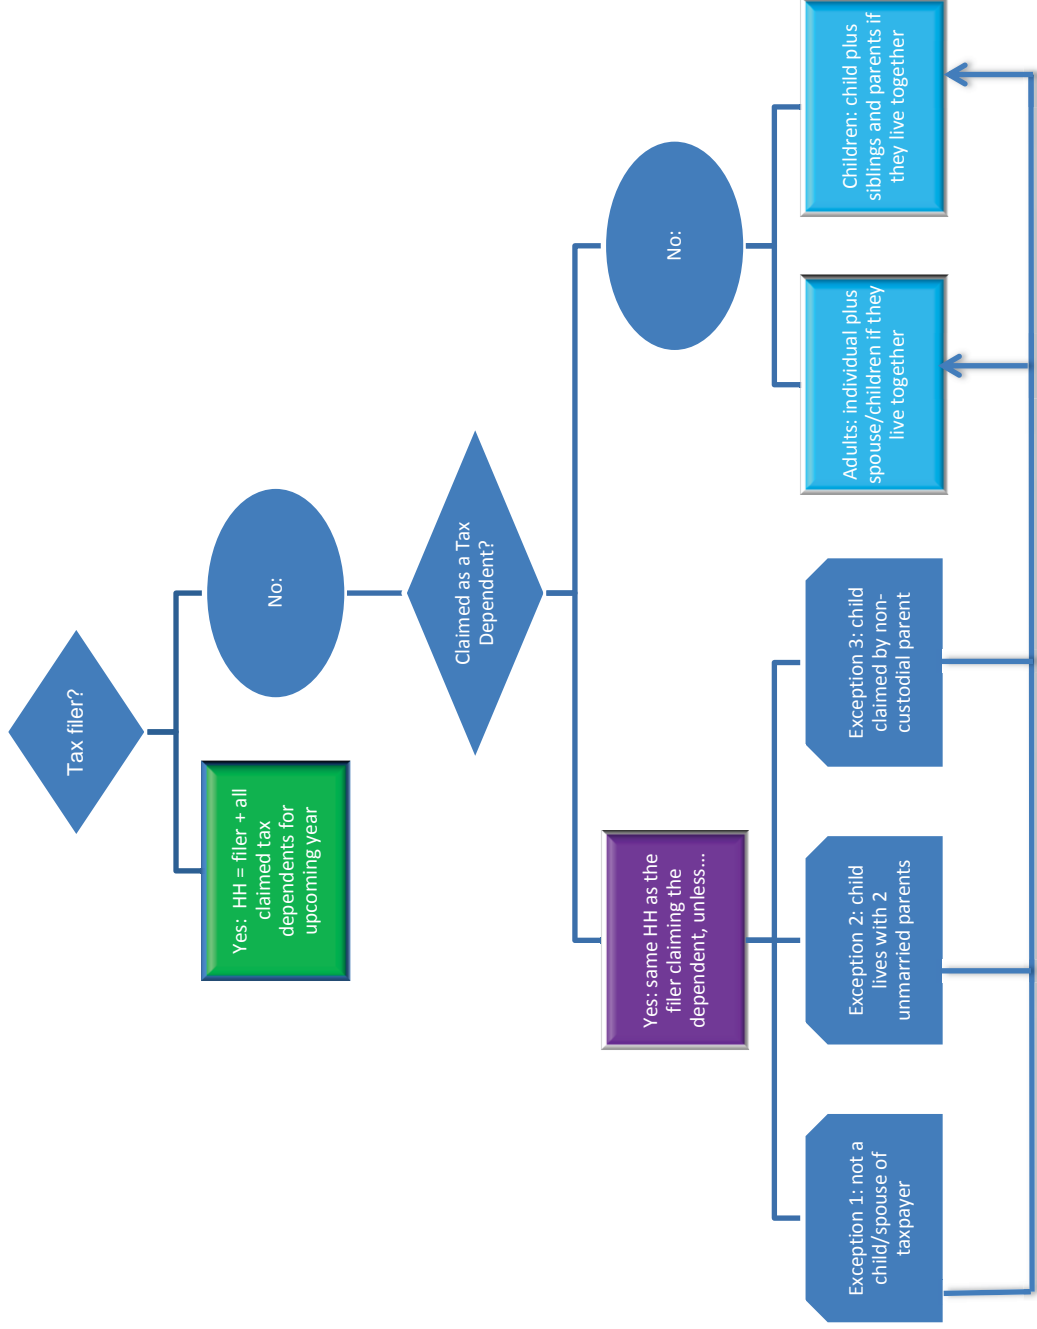 Tax filer?
Yes:  HH = filer + all
claimed tax
dependents for
upcoming year
No:
Claimed as a Tax
Dependent?
Yes: same HH as the
filer claiming the
dependent, unless...
No:
Exception 1: not a
child/spouse of
taxpayer
Exception 2: child
lives with 2
unmarried parents
Exception 3: child
claimed by non-
custodial parent
Adults: individual plus
spouse/children if they
live together
Children: child plus
siblings and parents if
they live together